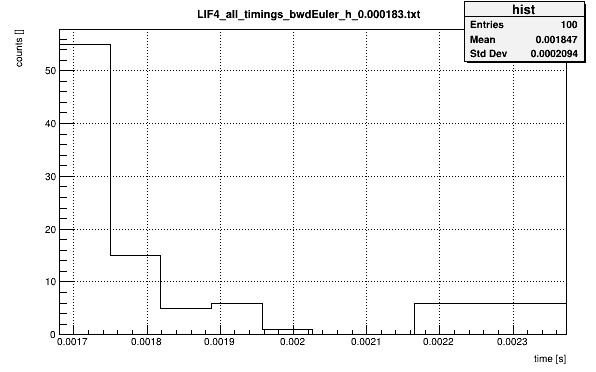 LIF4_all_timings_bwdEuler_h_0.000183.txt
hist
Entries 100
Mean 0.001847
Std Dev 0.0002094
counts []
50
40
30
20
10
0
0.0017 0.0018 0.0019 0.002 0.0021 0.0022 0.0023
time [s]